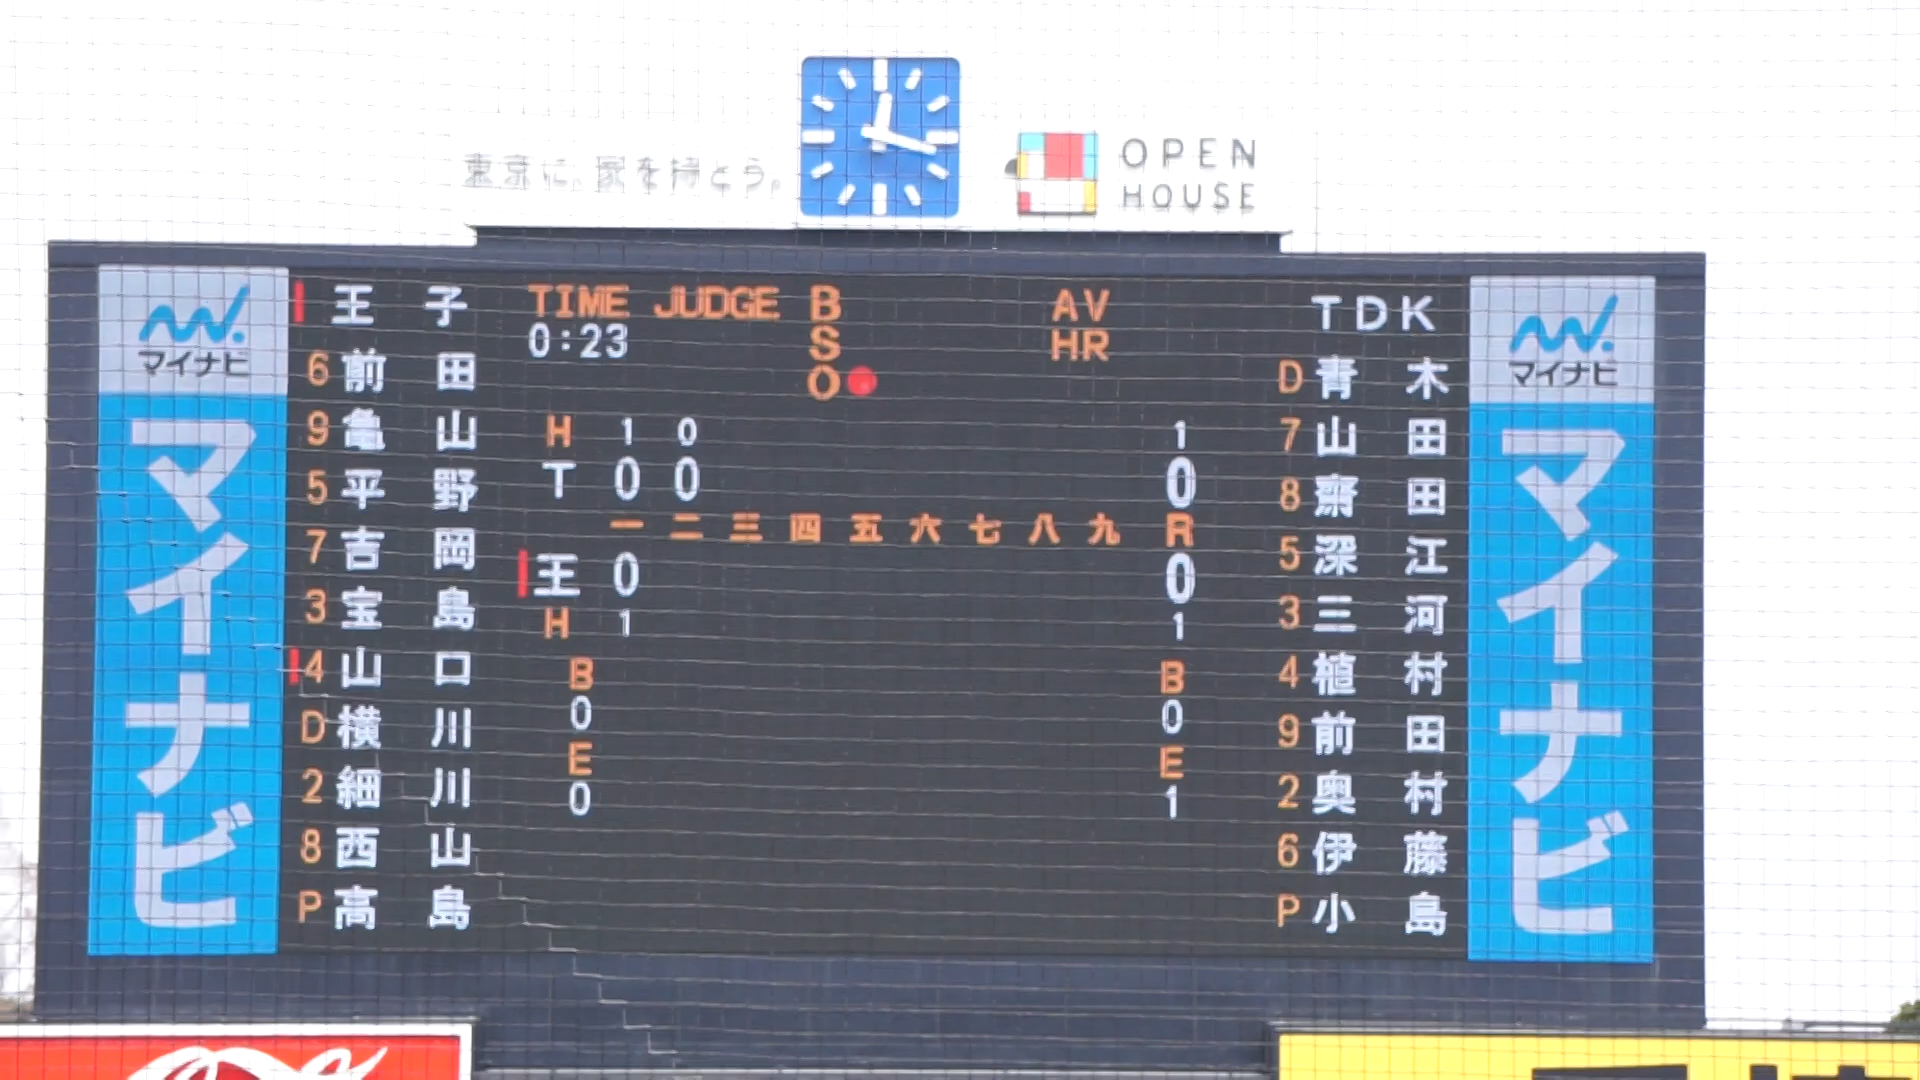 東京に、家を持とう。
OPEN
HOUSE
マイナビ
マイナビ
王子
6 前田
9 亀山
5 平野
7 吉岡
3 宝島
4 山口
D 横川
2 細川
8 西山
P 高島
TIME JUDGE
0:23
B
S
O
AV
HR
H 1 0 1
T 0 0 0
一 二 三 四 五 六 七 八 九 R
王 0 0
H 1 1
B B
0 0
E E
0 1
TDK
D 青木
7 山田
8 齋田
5 深江
3 三河
4 植村
9 前田
2 奥村
6 伊藤
P 小島
マイナビ
マイナビ